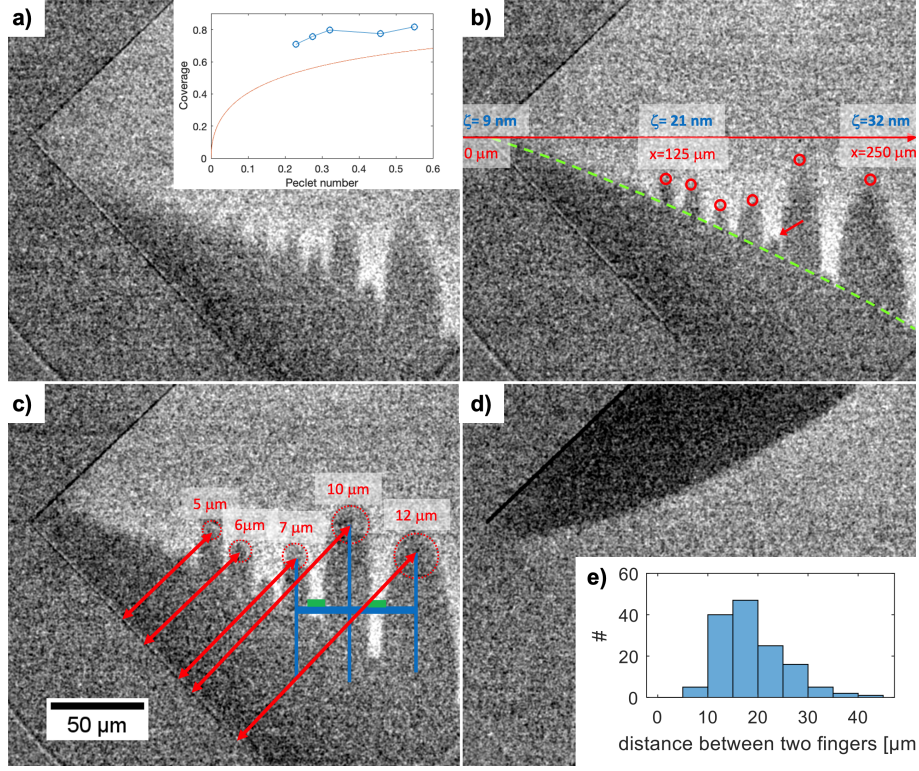 a)
0.8
0.6
0.4
0.2
0
Coverage
0 0.1 0.2 0.3 0.4 0.5 0.6
Peclet number
b)
ζ= 9 nm ζ= 21 nm ζ= 32 nm
0 µm x=125 µm x=250 µm
c)
10 µm
5 µm
12 µm
6µm 7 µm
50 µm
d)
e)
60
40
20
0
#
0 10 20 30 40
distance between two fingers [µm